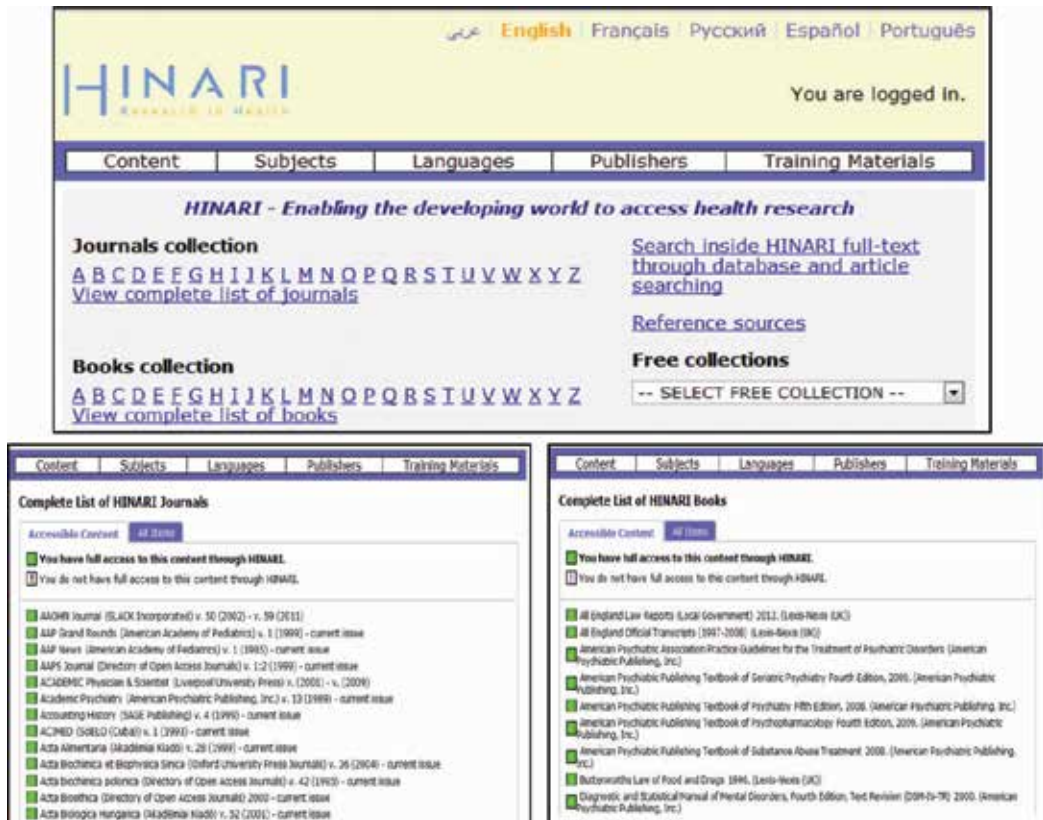 عربي English Français Русский Español Português
HINARI
Research in Health
You are logged in.
Content Subjects Languages Publishers Training Materials
HINARI - Enabling the developing world to access health research
Journals collection
A B C D E F G H I J K L M N O P Q R S T U V W X Y Z
View complete list of journals
Search inside HINARI full-text
through database and article
searching
Reference sources
Books collection
A B C D E F G H I J K L M N O P Q R S T U V W X Y Z
View complete list of books
Free collections
-- SELECT FREE COLLECTION --
Content Subjects Languages Publishers Training Materials
Complete List of HINARI Journals
Accessible Content All Items
You have full access to this content through HINARI.
You do not have full access to this content through HINARI.
AAOHN Journal (SLACK Incorporated) v. 50 (2002) - v. 59 (2011)
AAP Grand Rounds (American Academy of Pediatrics) v. 1 (1999) - current issue
AAP News (American Academy of Pediatrics) v. 1 (1985) - current issue
AAPS Journal (Directory of Open Access Journals) v. 1:2 (1999) - current issue
ACADEMIC Physician & Scientist (Liverpool University Press) v. (2001) - v. (2009)
Academic Psychiatry (American Psychiatric Publishing, Inc.) v. 13 (1989) - current issue
Accounting History (SAGE Publishing) v. 4 (1999) - current issue
ACIMED (SciELO (Cuba)) v. 1 (1993) - current issue
Acta Alimentaria (Akadémiai Kiadó) v. 28 (1999) - current issue
Acta Biochimica et Biophysica Sinica (Oxford University Press Journals) v. 36 (2004) - current issue
Acta biochimica polonica (Directory of Open Access Journals) v. 42 (1995) - current issue
Acta Bioethica (Directory of Open Access Journals) 2000 - current issue
Acta Biologica Hungarica (Akadémiai Kiadó) v. 52 (2001) - current issue
Content Subjects Languages Publishers Training Materials
Complete List of HINARI Books
Accessible Content All Items
You have full access to this content through HINARI.
You do not have full access to this content through HINARI.
All England Law Reports (Local Government) 2012. (Lexis-Nexis (UK))
All England Official Transcripts (1997-2008) (Lexis-Nexis (UK))
American Psychiatric Association Practice Guidelines for the Treatment of Psychiatric Disorders (American
Psychiatric Publishing, Inc.)
American Psychiatric Publishing Textbook of Geriatric Psychiatry Fourth Edition, 2009. (American Psychiatric
Publishing, Inc.)
American Psychiatric Publishing Textbook of Psychiatry Fifth Edition, 2008. (American Psychiatric Publishing, Inc.)
American Psychiatric Publishing Textbook of Psychopharmacology Fourth Edition, 2009. (American Psychiatric
Publishing, Inc.)
American Psychiatric Publishing Textbook of Substance Abuse Treatment 2008. (American Psychiatric Publishing,
Inc.)
Butterworths Law of Food and Drugs 1996. (Lexis-Nexis (UK))
Diagnostic and Statistical Manual of Mental Disorders, Fourth Edition, Text Revision (DSM-IV-TR) 2000. (American
Psychiatric Publishing, Inc.)